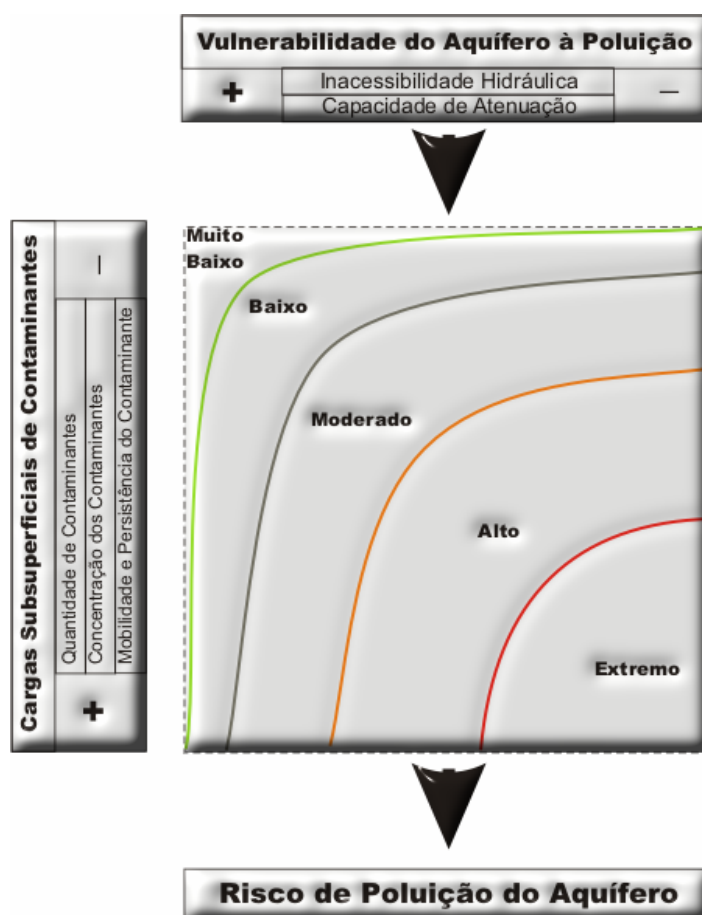 Vulnerabilidade do Aquífero à Poluição
+
Inacessibilidade Hidráulica
Capacidade de Atenuação
–
Cargas Subsuperficiais de Contaminantes
–
Quantidade de Contaminantes
Concentração dos Contaminantes
Mobilidade e Persistência do Contaminante
+
Muito
Baixo
Baixo
Moderado
Alto
Extremo
Risco de Poluição do Aquífero